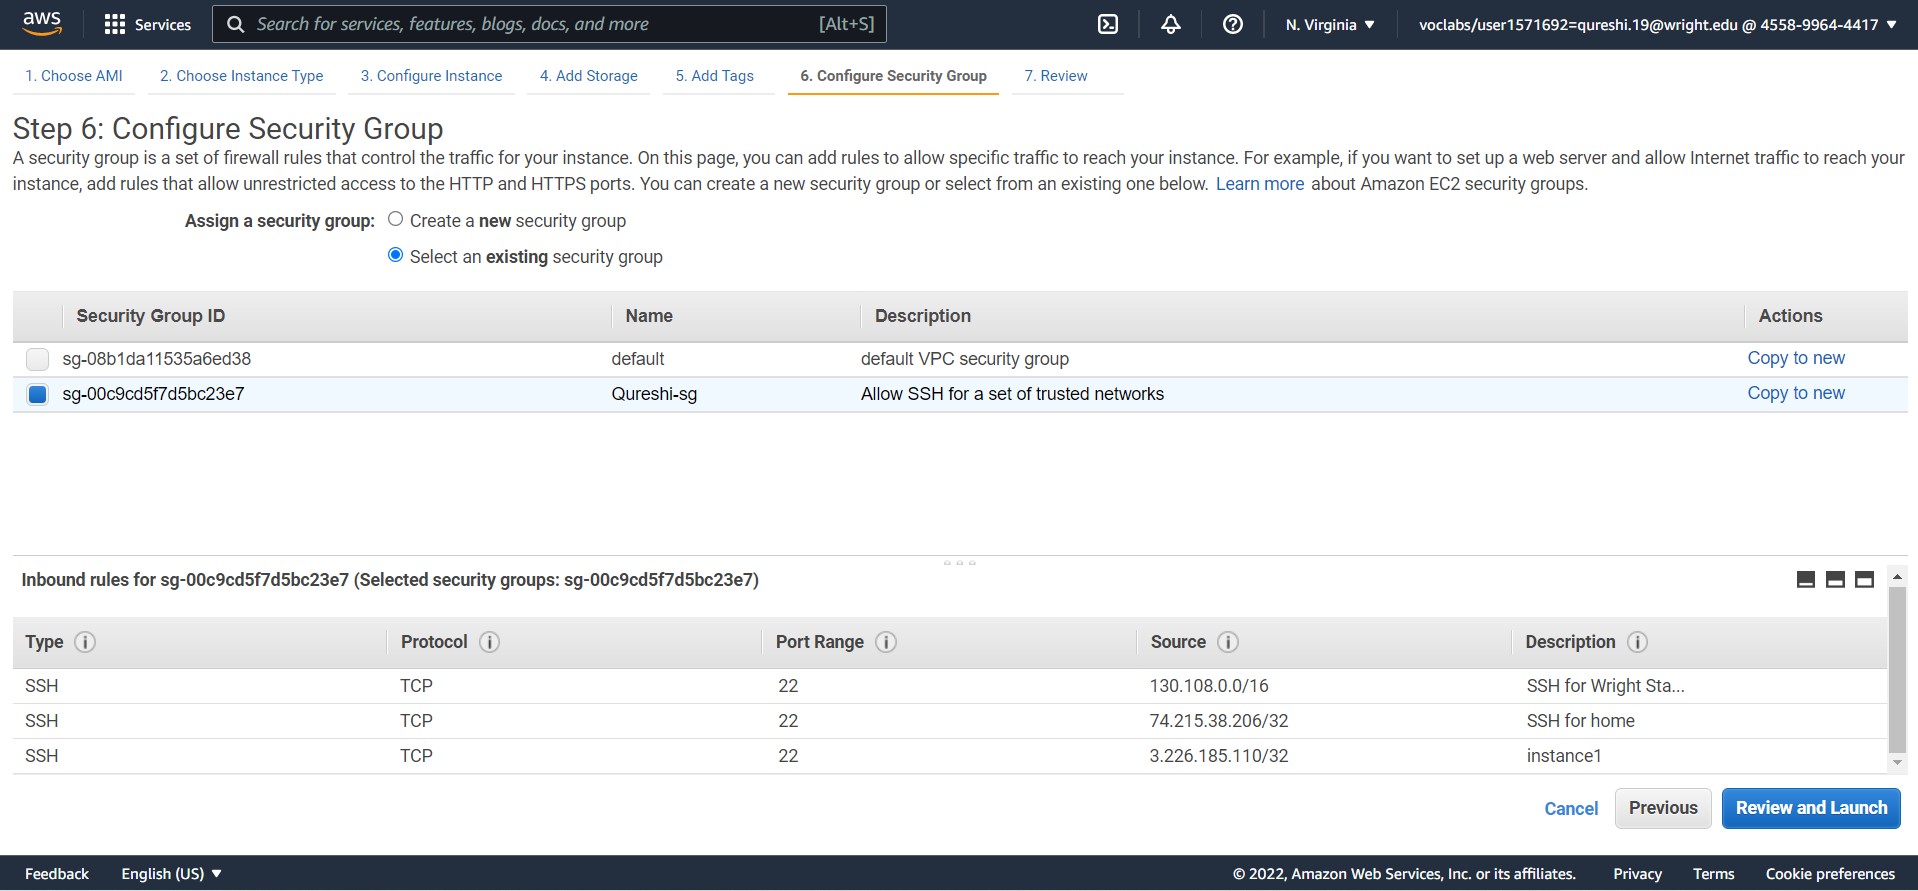 aws
Services
Search for services, features, blogs, docs, and more [Alt+S]
N. Virginia
voclabs/user1571692=qureshi.19@wright.edu @ 4558-9964-4417
1. Choose AMI 2. Choose Instance Type 3. Configure Instance 4. Add Storage 5. Add Tags 6. Configure Security Group 7. Review
Step 6: Configure Security Group
A security group is a set of firewall rules that control the traffic for your instance. On this page, you can add rules to allow specific traffic to reach your instance. For example, if you want to set up a web server and allow Internet traffic to reach your
instance, add rules that allow unrestricted access to the HTTP and HTTPS ports. You can create a new security group or select from an existing one below. Learn more about Amazon EC2 security groups.
Assign a security group: Create a new security group
Select an existing security group
Security Group ID Name Description Actions
sg-08b1da11535a6ed38 default default VPC security group Copy to new
sg-00c9cd5f7d5bc23e7 Qureshi-sg Allow SSH for a set of trusted networks Copy to new
Inbound rules for sg-00c9cd5f7d5bc23e7 (Selected security groups: sg-00c9cd5f7d5bc23e7)
Type Protocol Port Range Source Description
SSH TCP 22 130.108.0.0/16 SSH for Wright Sta...
SSH TCP 22 74.215.38.206/32 SSH for home
SSH TCP 22 3.226.185.110/32 instance1
Cancel Previous Review and Launch
Feedback English (US) © 2022, Amazon Web Services, Inc. or its affiliates. Privacy Terms Cookie preferences